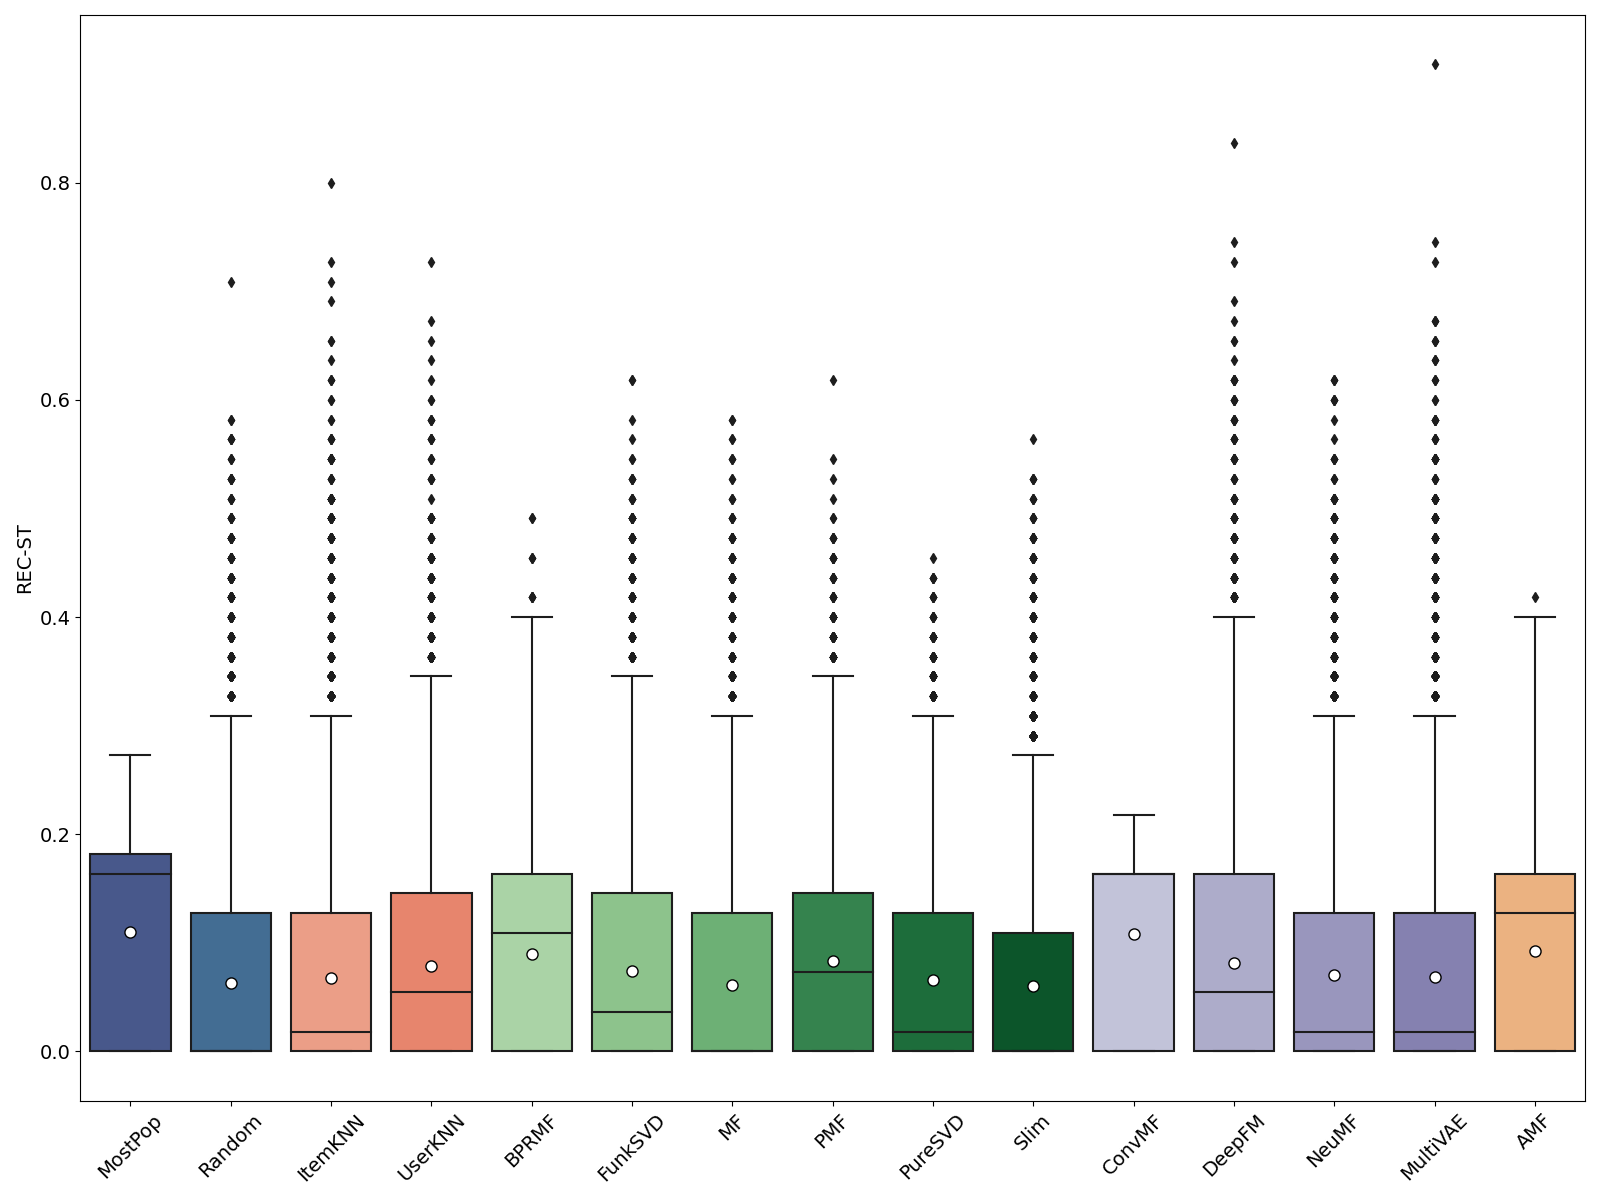 REC-ST
0.8
0.6
0.4
0.2
0.0
MostPop
Random
ItemKNN
UserKNN
BPRMF
FunkSVD
MF
PMF
PureSVD
Slim
ConvMF
DeepFM
NeuMF
MultiVAE
AMF